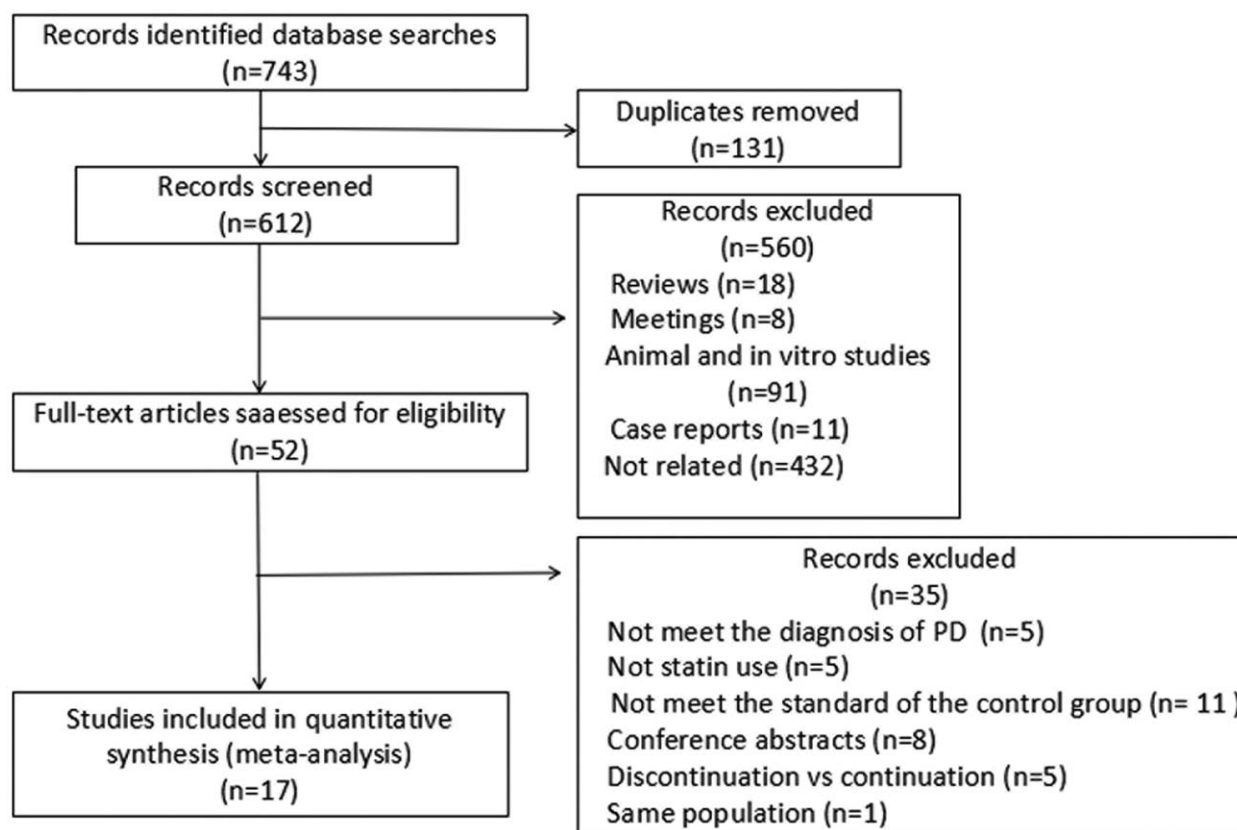 Records identified database searches
(n=743)
Duplicates removed
(n=131)
Records screened
(n=612)
Records excluded
(n=560)
Reviews (n=18)
Meetings (n=8)
Animal and in vitro studies
(n=91)
Case reports (n=11)
Not related (n=432)
Full-text articles saaessed for eligibility
(n=52)
Records excluded
(n=35)
Not meet the diagnosis of PD (n=5)
Not statin use (n=5)
Not meet the standard of the control group (n= 11)
Conference abstracts (n=8)
Discontinuation vs continuation (n=5)
Same population (n=1)
Studies included in quantitative
synthesis (meta-analysis)
(n=17)